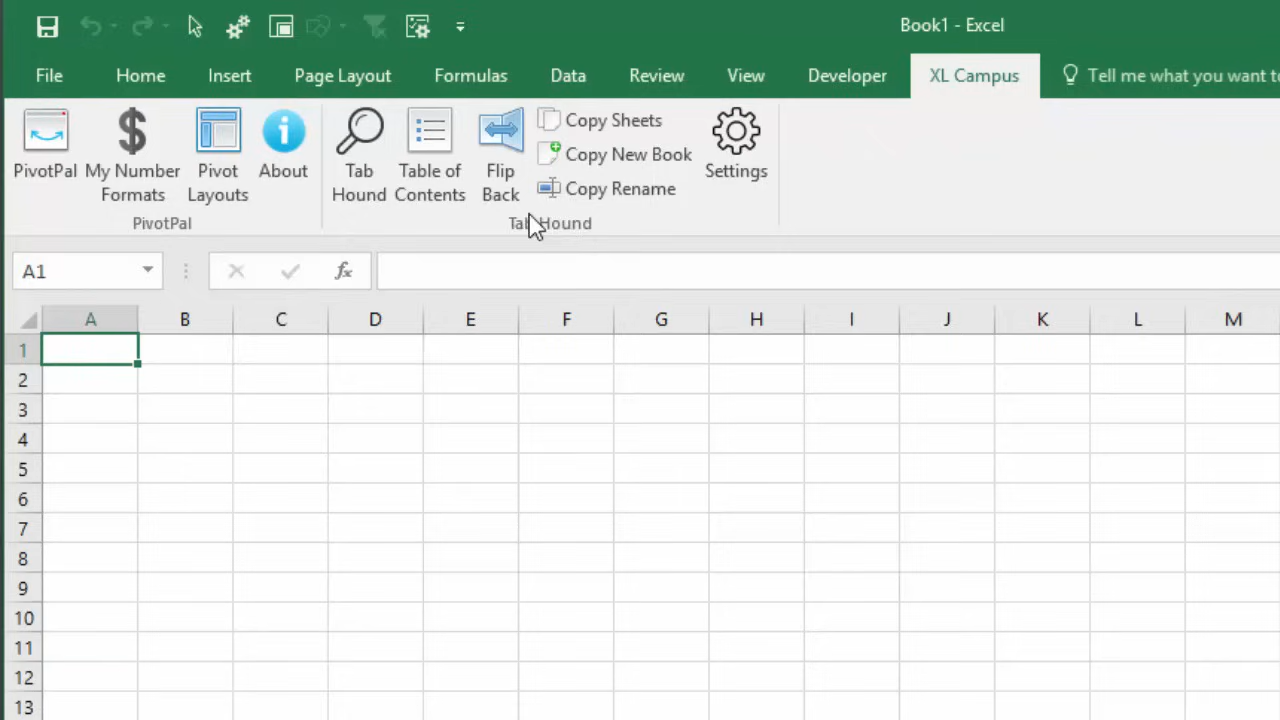 Book1 - Excel
File Home Insert Page Layout Formulas Data Review View Developer XL Campus Tell me what you want to
PivotPal
My Number
Formats
Pivot
Layouts
About
PivotPal
Tab
Hound
Table of
Contents
Flip
Back
Copy Sheets
Copy New Book
Copy Rename
Settings
Tab Hound
A1 fx
A B C D E F G H I J K L M
1
2
3
4
5
6
7
8
9
10
11
12
13